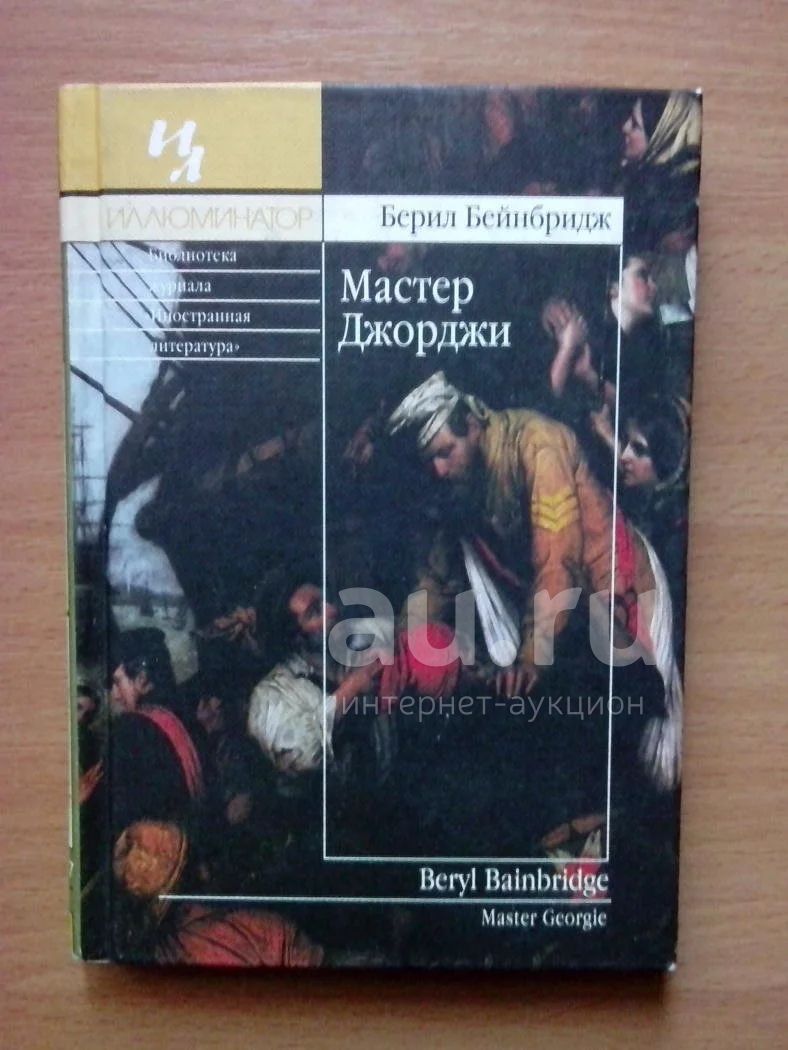 ИЛ
ИЛЛЮМИНАТОР
Берил Бейнбридж
Библиотека
журнала
«Иностранная
литература»
Мастер
Джорджи
au.ru
интернет-аукцион
Beryl Bainbridge
Master Georgie